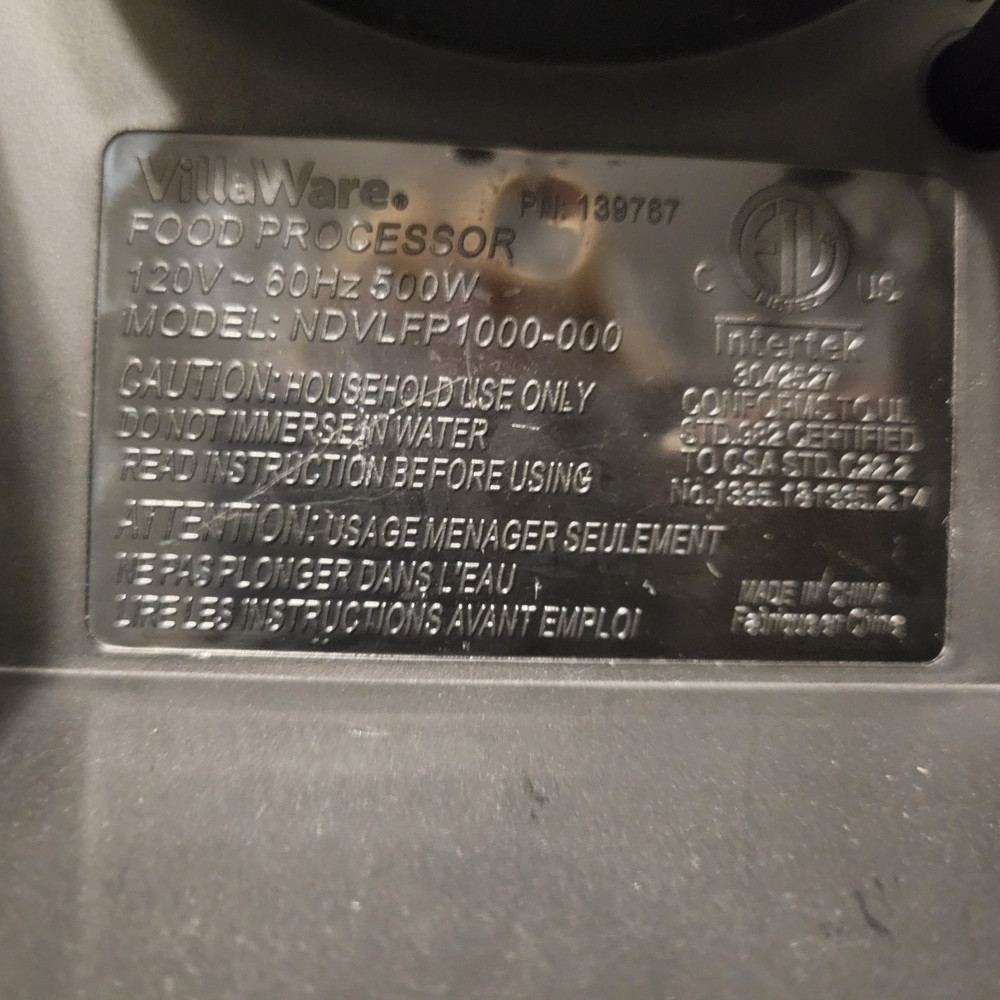 VillaWare®
P/N: 139787
FOOD PROCESSOR
120V ~ 60Hz 500W
MODEL: NDVLFP1000-000
CAUTION: HOUSEHOLD USE ONLY
DO NOT IMMERSE IN WATER
READ INSTRUCTION BEFORE USING
ATTENTION: USAGE MENAGER SEULEMENT
NE PAS PLONGER DANS L'EAU
LIRE LES INSTRUCTIONS AVANT EMPLOI
C US
LISTED
Intertek
3042527
CONFORMS TO UL
STD.982 CERTIFIED
TO CSA STD.C22.2
MADE IN CHINA